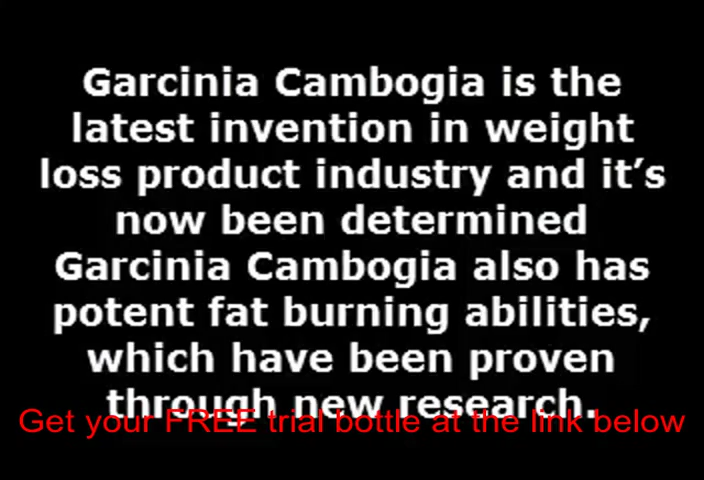 Garcinia Cambogia is the
latest invention in weight
loss product industry and it’s
now been determined
Garcinia Cambogia also has
potent fat burning abilities,
which have been proven
through new research.
Get your FREE trial bottle at the link below